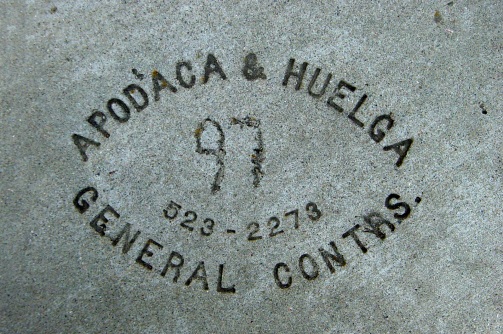 APODACA & HUELGA
97
523-2273
GENERAL CONTRS.